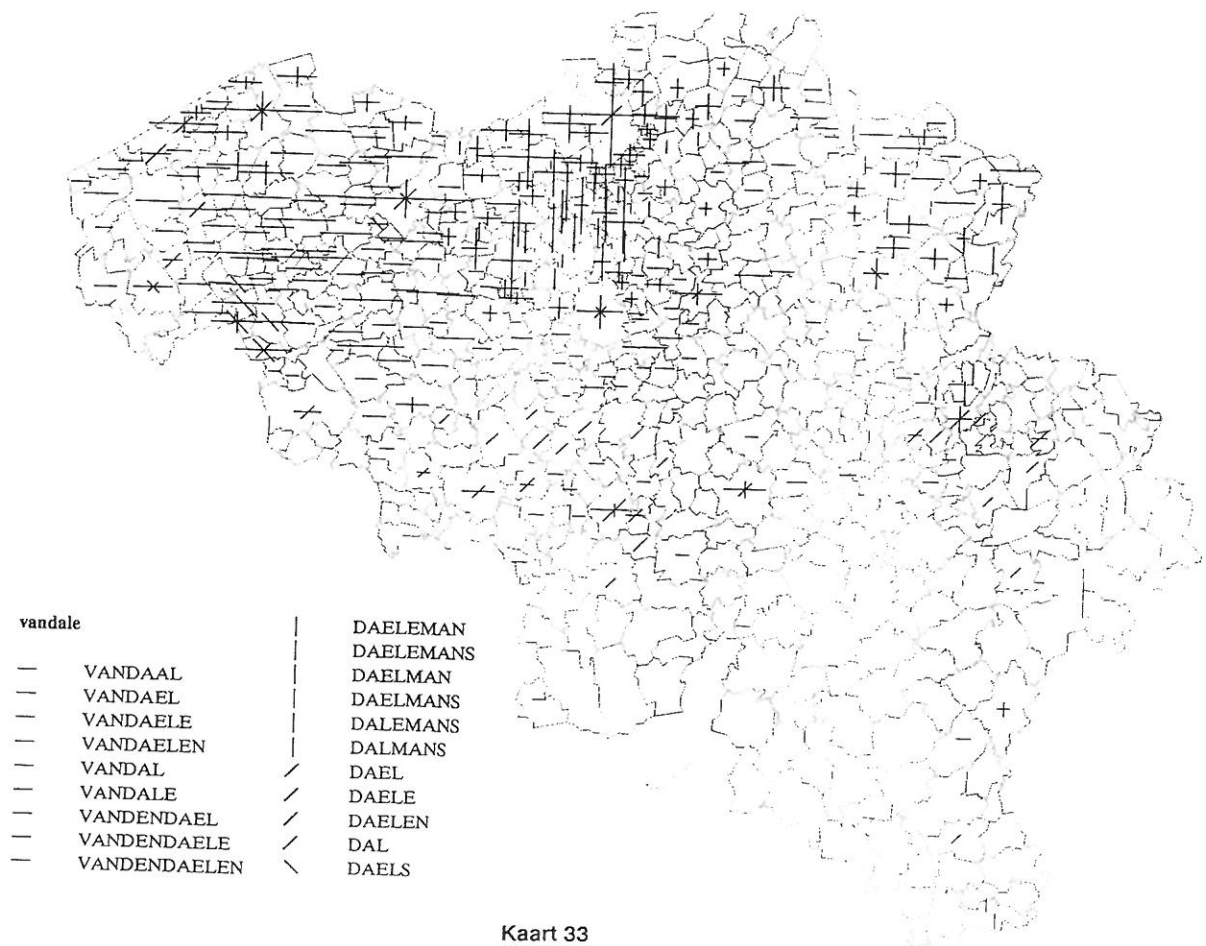 vandale
— VANDAAL
— VANDAEL
— VANDAELE
— VANDAELEN
— VANDAL
— VANDALE
— VANDENDAEL
— VANDENDAELE
— VANDENDAELEN
| DAELEMAN
| DAELEMANS
| DAELMAN
| DAELMANS
| DALEMANS
| DALMANS
/ DAEL
/ DAELE
/ DAELEN
/ DAL
\ DAELS
Kaart 33